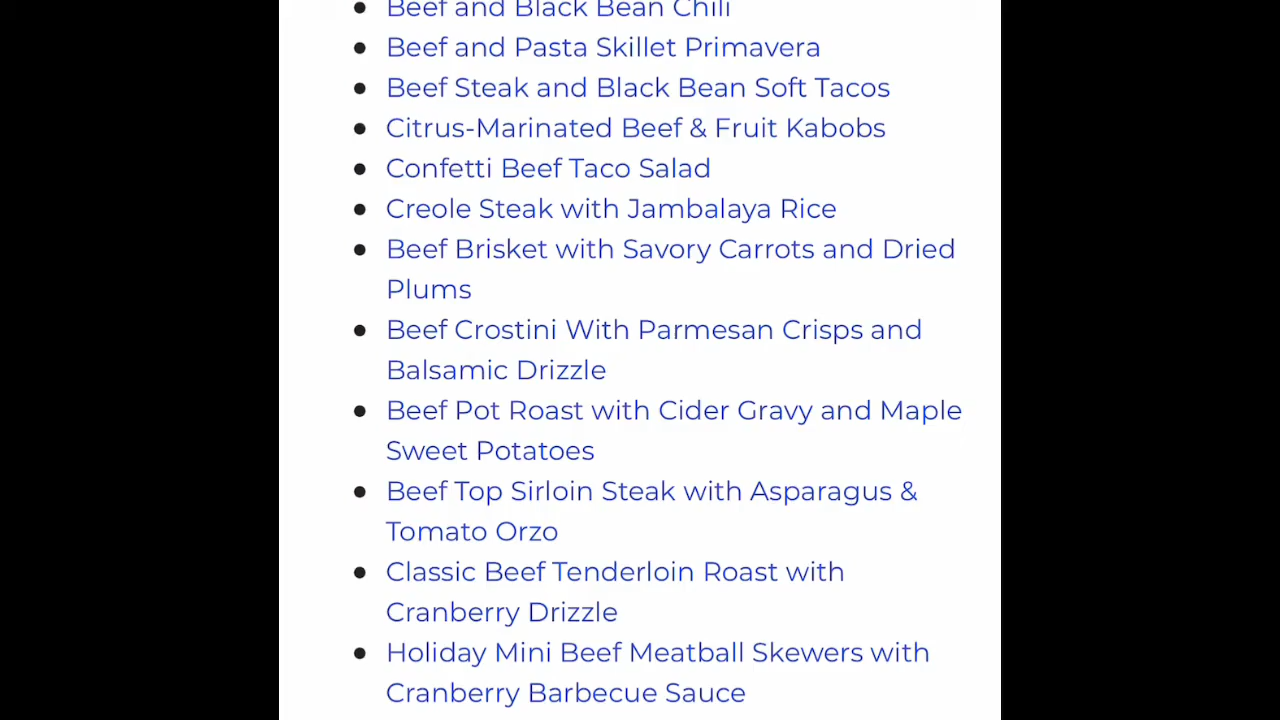 Beef and Black Bean Chili
Beef and Pasta Skillet Primavera
Beef Steak and Black Bean Soft Tacos
Citrus-Marinated Beef & Fruit Kabobs
Confetti Beef Taco Salad
Creole Steak with Jambalaya Rice
Beef Brisket with Savory Carrots and Dried
Plums
Beef Crostini With Parmesan Crisps and
Balsamic Drizzle
Beef Pot Roast with Cider Gravy and Maple
Sweet Potatoes
Beef Top Sirloin Steak with Asparagus &
Tomato Orzo
Classic Beef Tenderloin Roast with
Cranberry Drizzle
Holiday Mini Beef Meatball Skewers with
Cranberry Barbecue Sauce